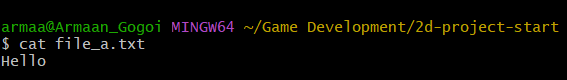 armaa@Armaan_Gogoi MINGW64 ~/Game Development/2d-project-start
$ cat file_a.txt
Hello